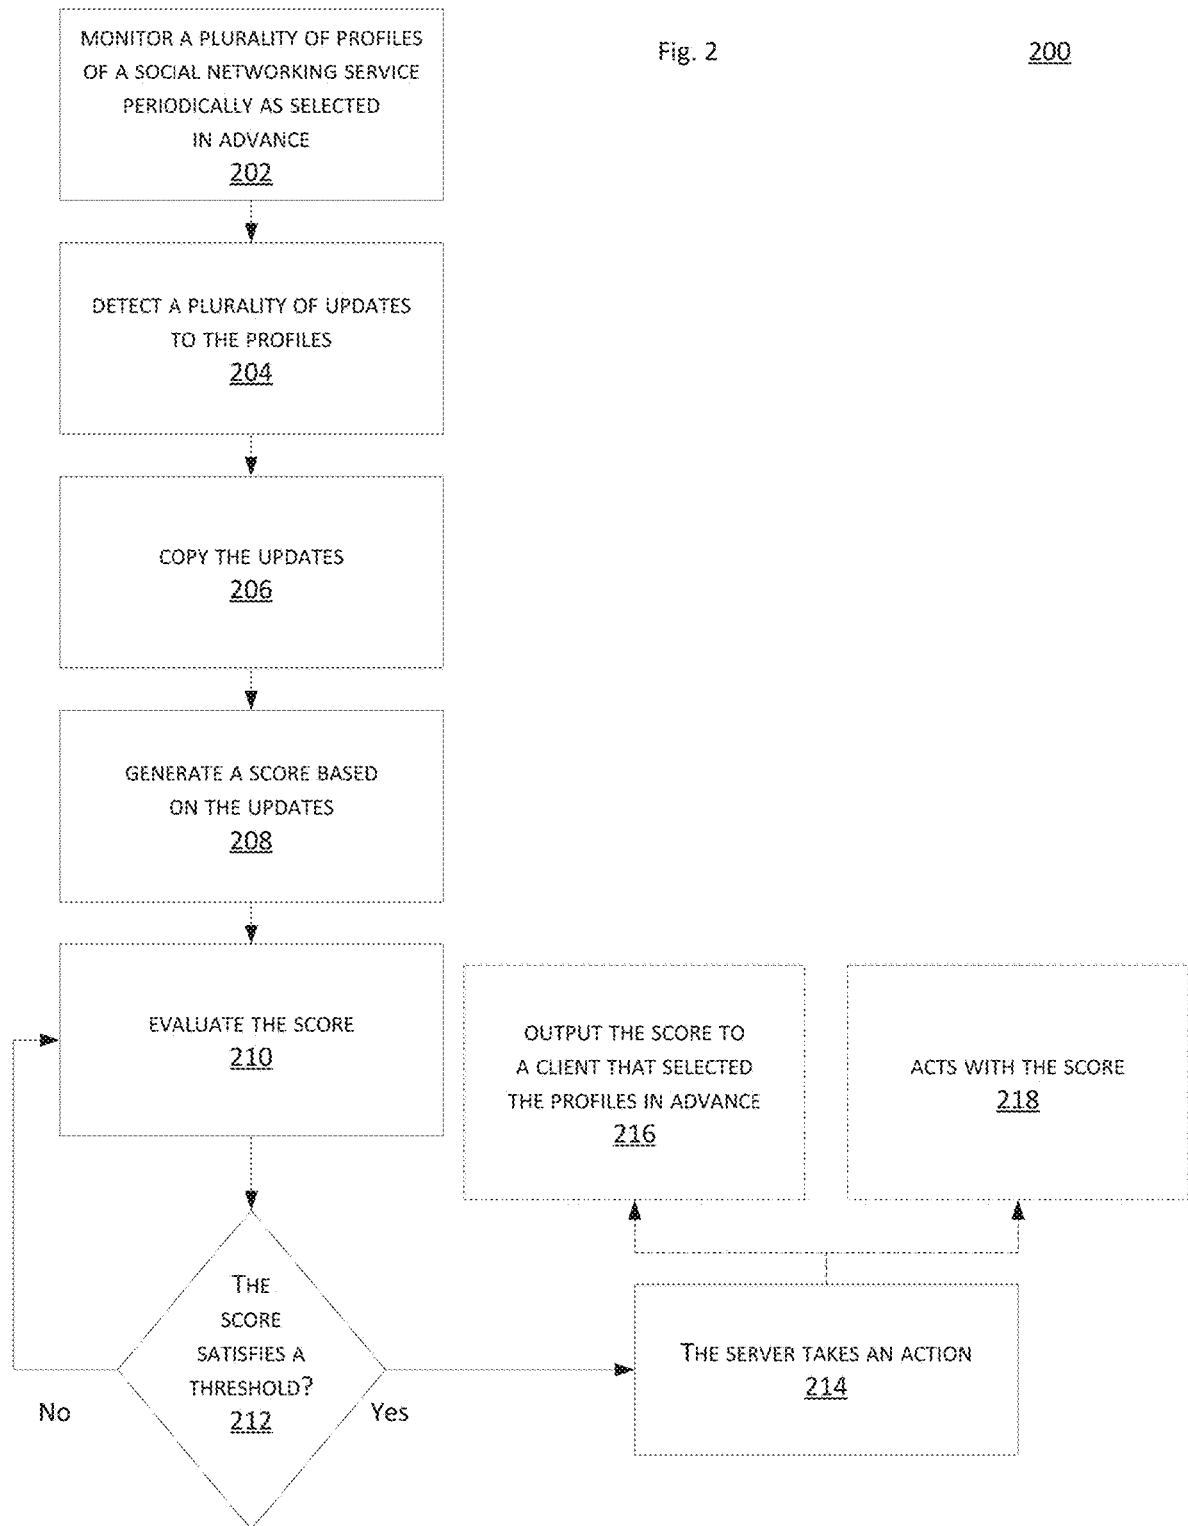 MONITOR A PLURALITY OF PROFILES
OF A SOCIAL NETWORKING SERVICE
PERIODICALLY AS SELECTED
IN ADVANCE
202
Fig. 2
200
DETECT A PLURALITY OF UPDATES
TO THE PROFILES
204
COPY THE UPDATES
206
GENERATE A SCORE BASED
ON THE UPDATES
208
EVALUATE THE SCORE
210
OUTPUT THE SCORE TO
A CLIENT THAT SELECTED
THE PROFILES IN ADVANCE
216
ACTS WITH THE SCORE
218
THE
SCORE
SATISFIES A
THRESHOLD?
212
No
Yes
THE SERVER TAKES AN ACTION
214